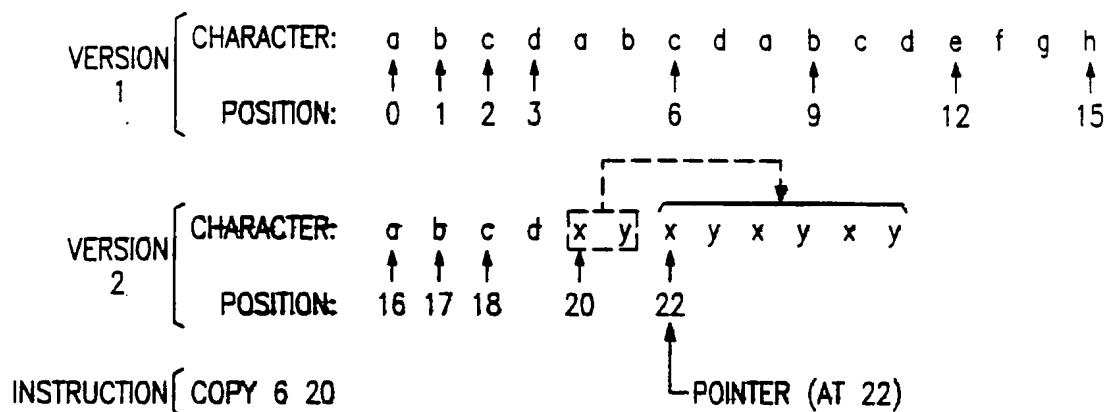 VERSION 1
CHARACTER: a b c d a b c d a b c d e f g h
POSITION: 0 1 2 3 6 9 12 15
VERSION 2
CHARACTER: a b c d x y x y x y x y
POSITION: 16 17 18 20 22
INSTRUCTION COPY 6 20
POINTER (AT 22)